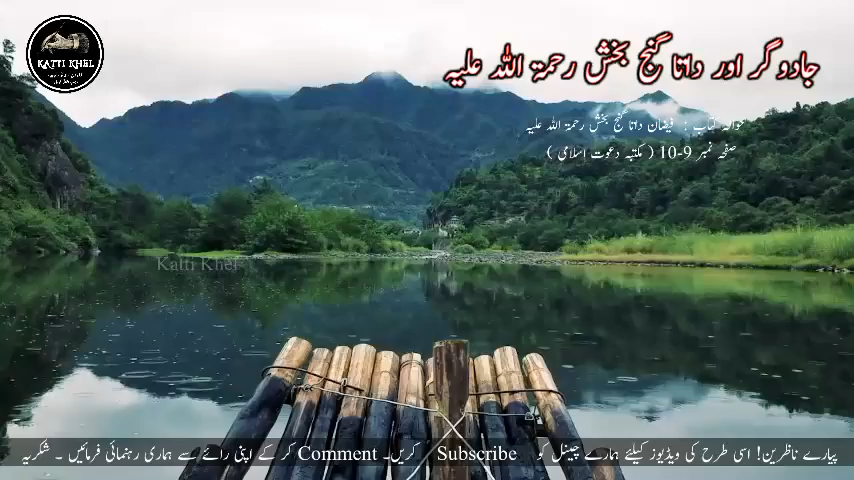 KATTI KHEL
جادوگر اور داتا گنج بخش رحمۃ اللہ علیہ
حوالہ کتاب : فیضان داتا گنج بخش رحمۃ اللہ علیہ
صفحہ نمبر 9-10 ( مکتبہ دعوت اسلامی )
Katti Khel
پیارے ناظرین! اسی طرح کی ویڈیوز کیلئے ہمارے چینل کو Subscribe کریں۔ Comment کر کے اپنی رائے سے ہماری رہنمائی فرمائیں ۔ شکریہ